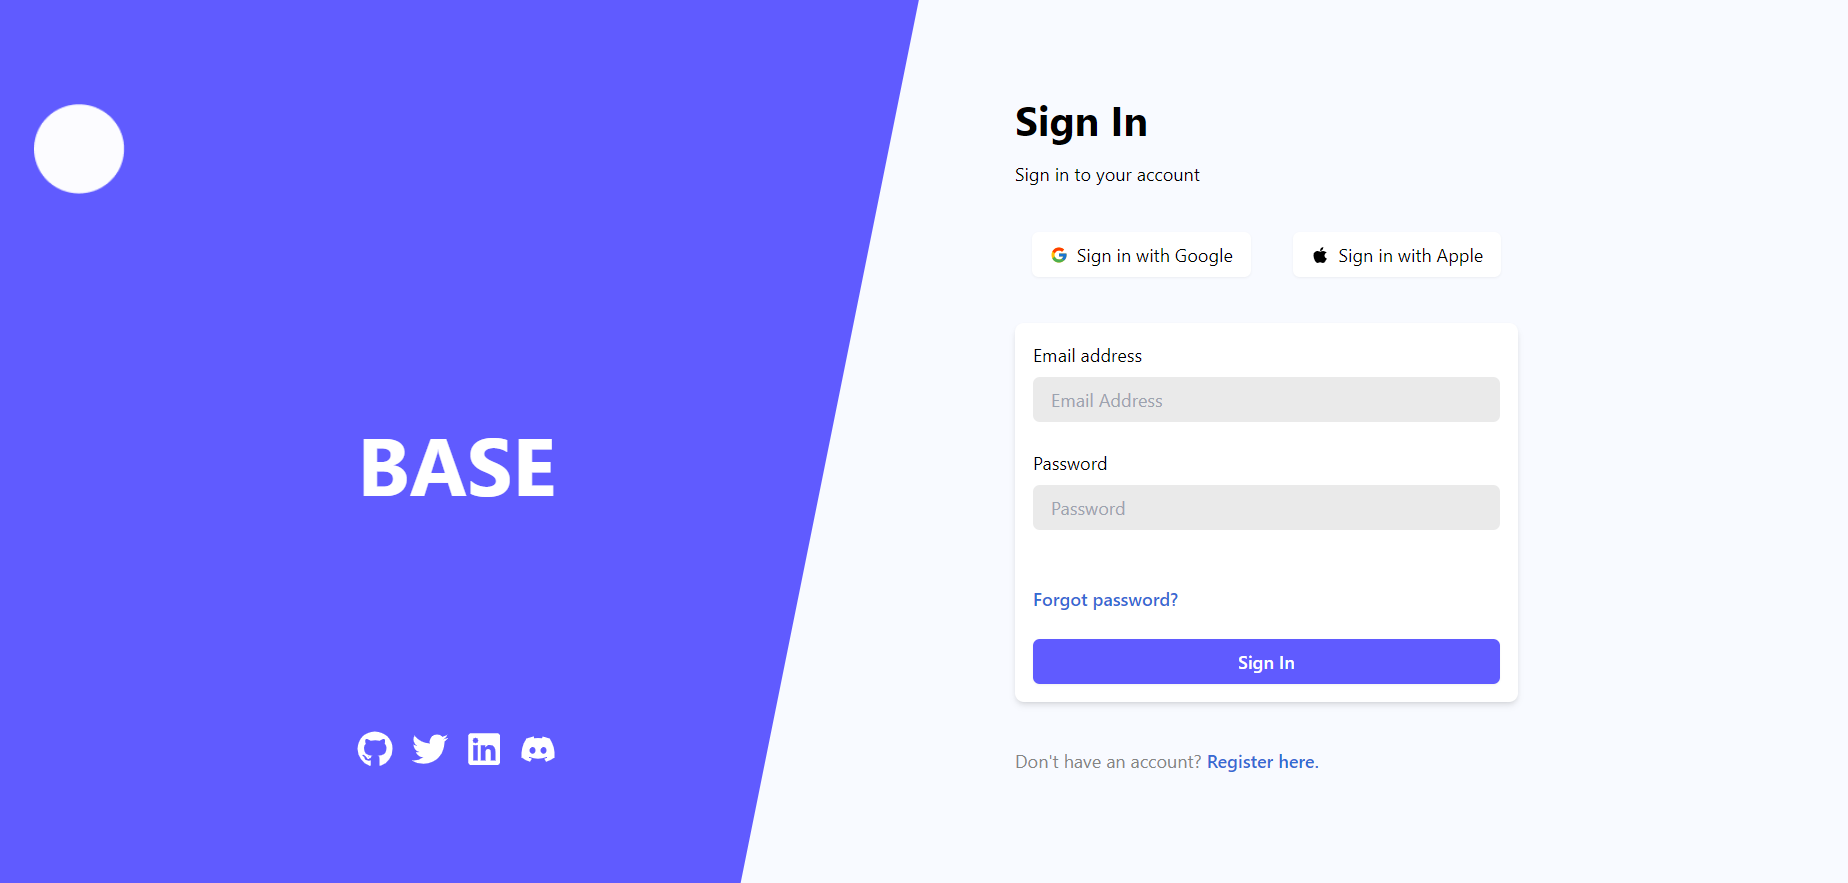 BASE
Sign In
Sign in to your account
Sign in with Google
Sign in with Apple
Email address
Email Address
Password
Password
Forgot password?
Sign In
Don't have an account? Register here.